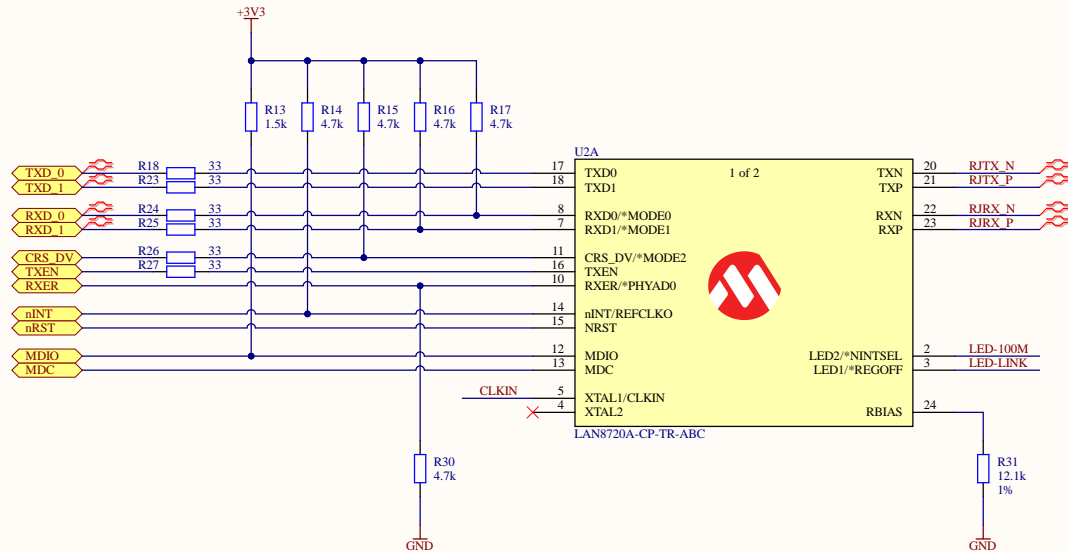 +3V3
R13
1.5k
R14
4.7k
R15
4.7k
R16
4.7k
R17
4.7k
U2A
1 of 2
TXD_0 R18 33 17 TXD0
TXD_1 R23 33 18 TXD1
RXD_0 R24 33 8 RXD0/*MODE0
RXD_1 R25 33 7 RXD1/*MODE1
CRS_DV R26 33 11 CRS_DV/*MODE2
TXEN R27 33 16 TXEN
RXER 10 RXER/*PHYAD0
nINT 14 nINT/REFCLKO
nRST 15 NRST
MDIO 12 MDIO
MDC 13 MDC
CLKIN 5 XTAL1/CLKIN
4 XTAL2
TXN 20 RJTX_N
TXP 21 RJTX_P
RXN 22 RJRX_N
RXP 23 RJRX_P
LED2/*NINTSEL 2 LED-100M
LED1/*REGOFF 3 LED-LINK
RBIAS 24
LAN8720A-CP-TR-ABC
R30
4.7k
GND
R31
12.1k
1%
GND